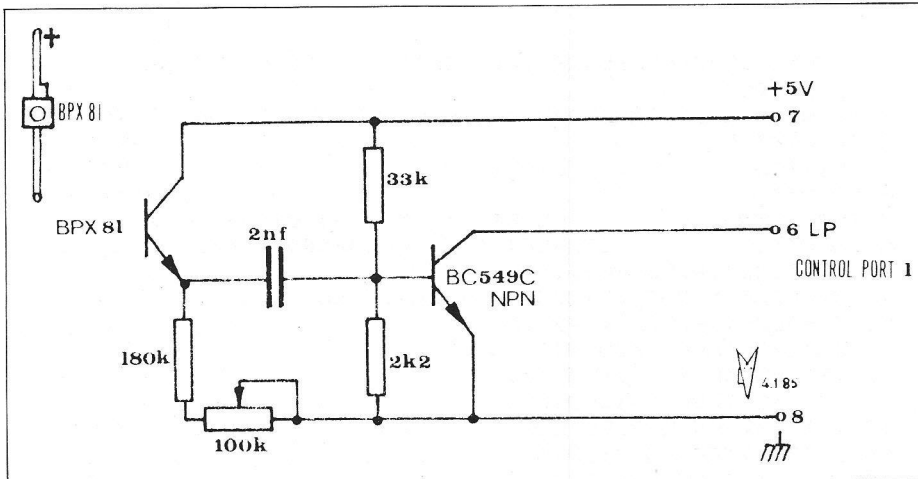 +
BPX 81
+5V
7
33k
BPX 81
2nf
6 LP
CONTROL PORT 1
BC549C
NPN
180k
2k2
4.1.85
8
100k